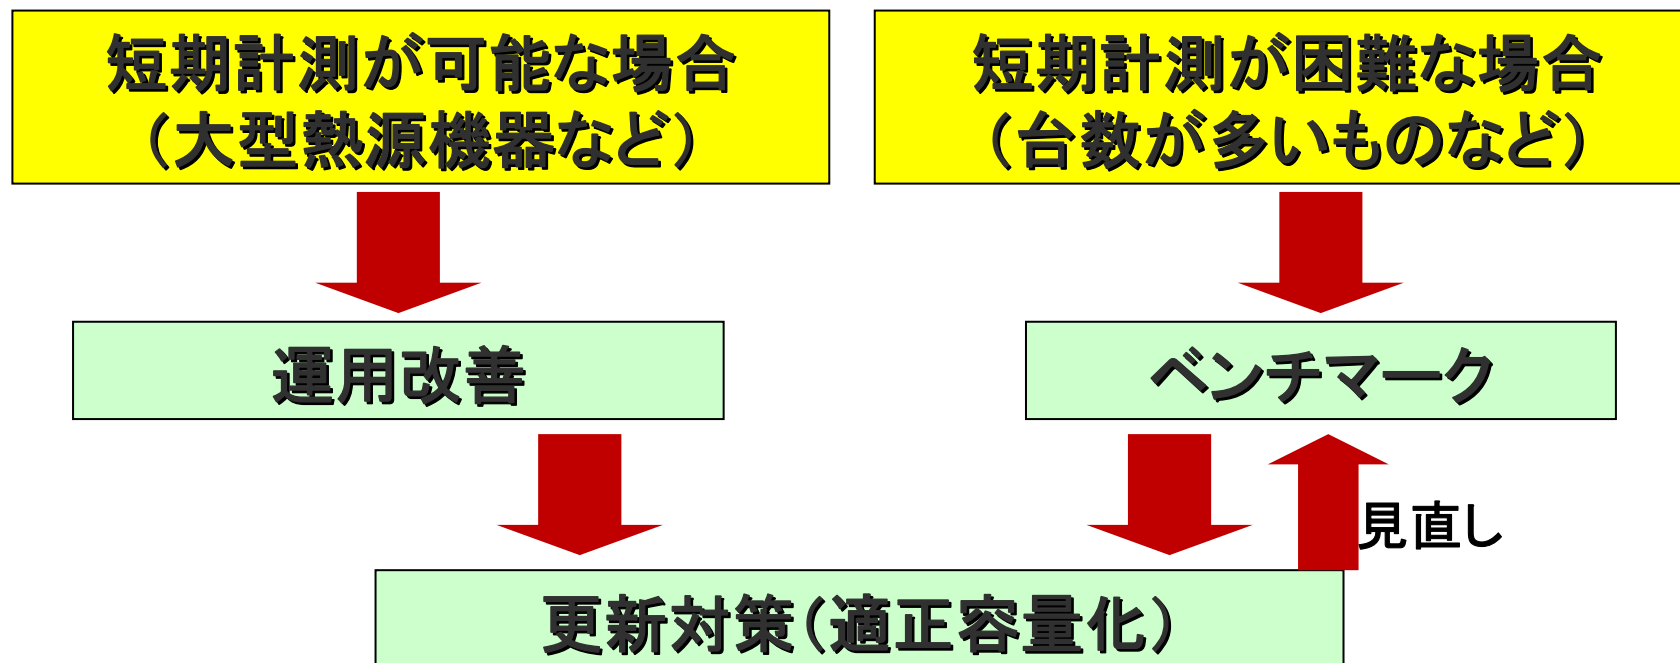 短期計測が可能な場合
（大型熱源機器など）
短期計測が困難な場合
（台数が多いものなど）
運用改善
ベンチマーク
見直し
更新対策（適正容量化）